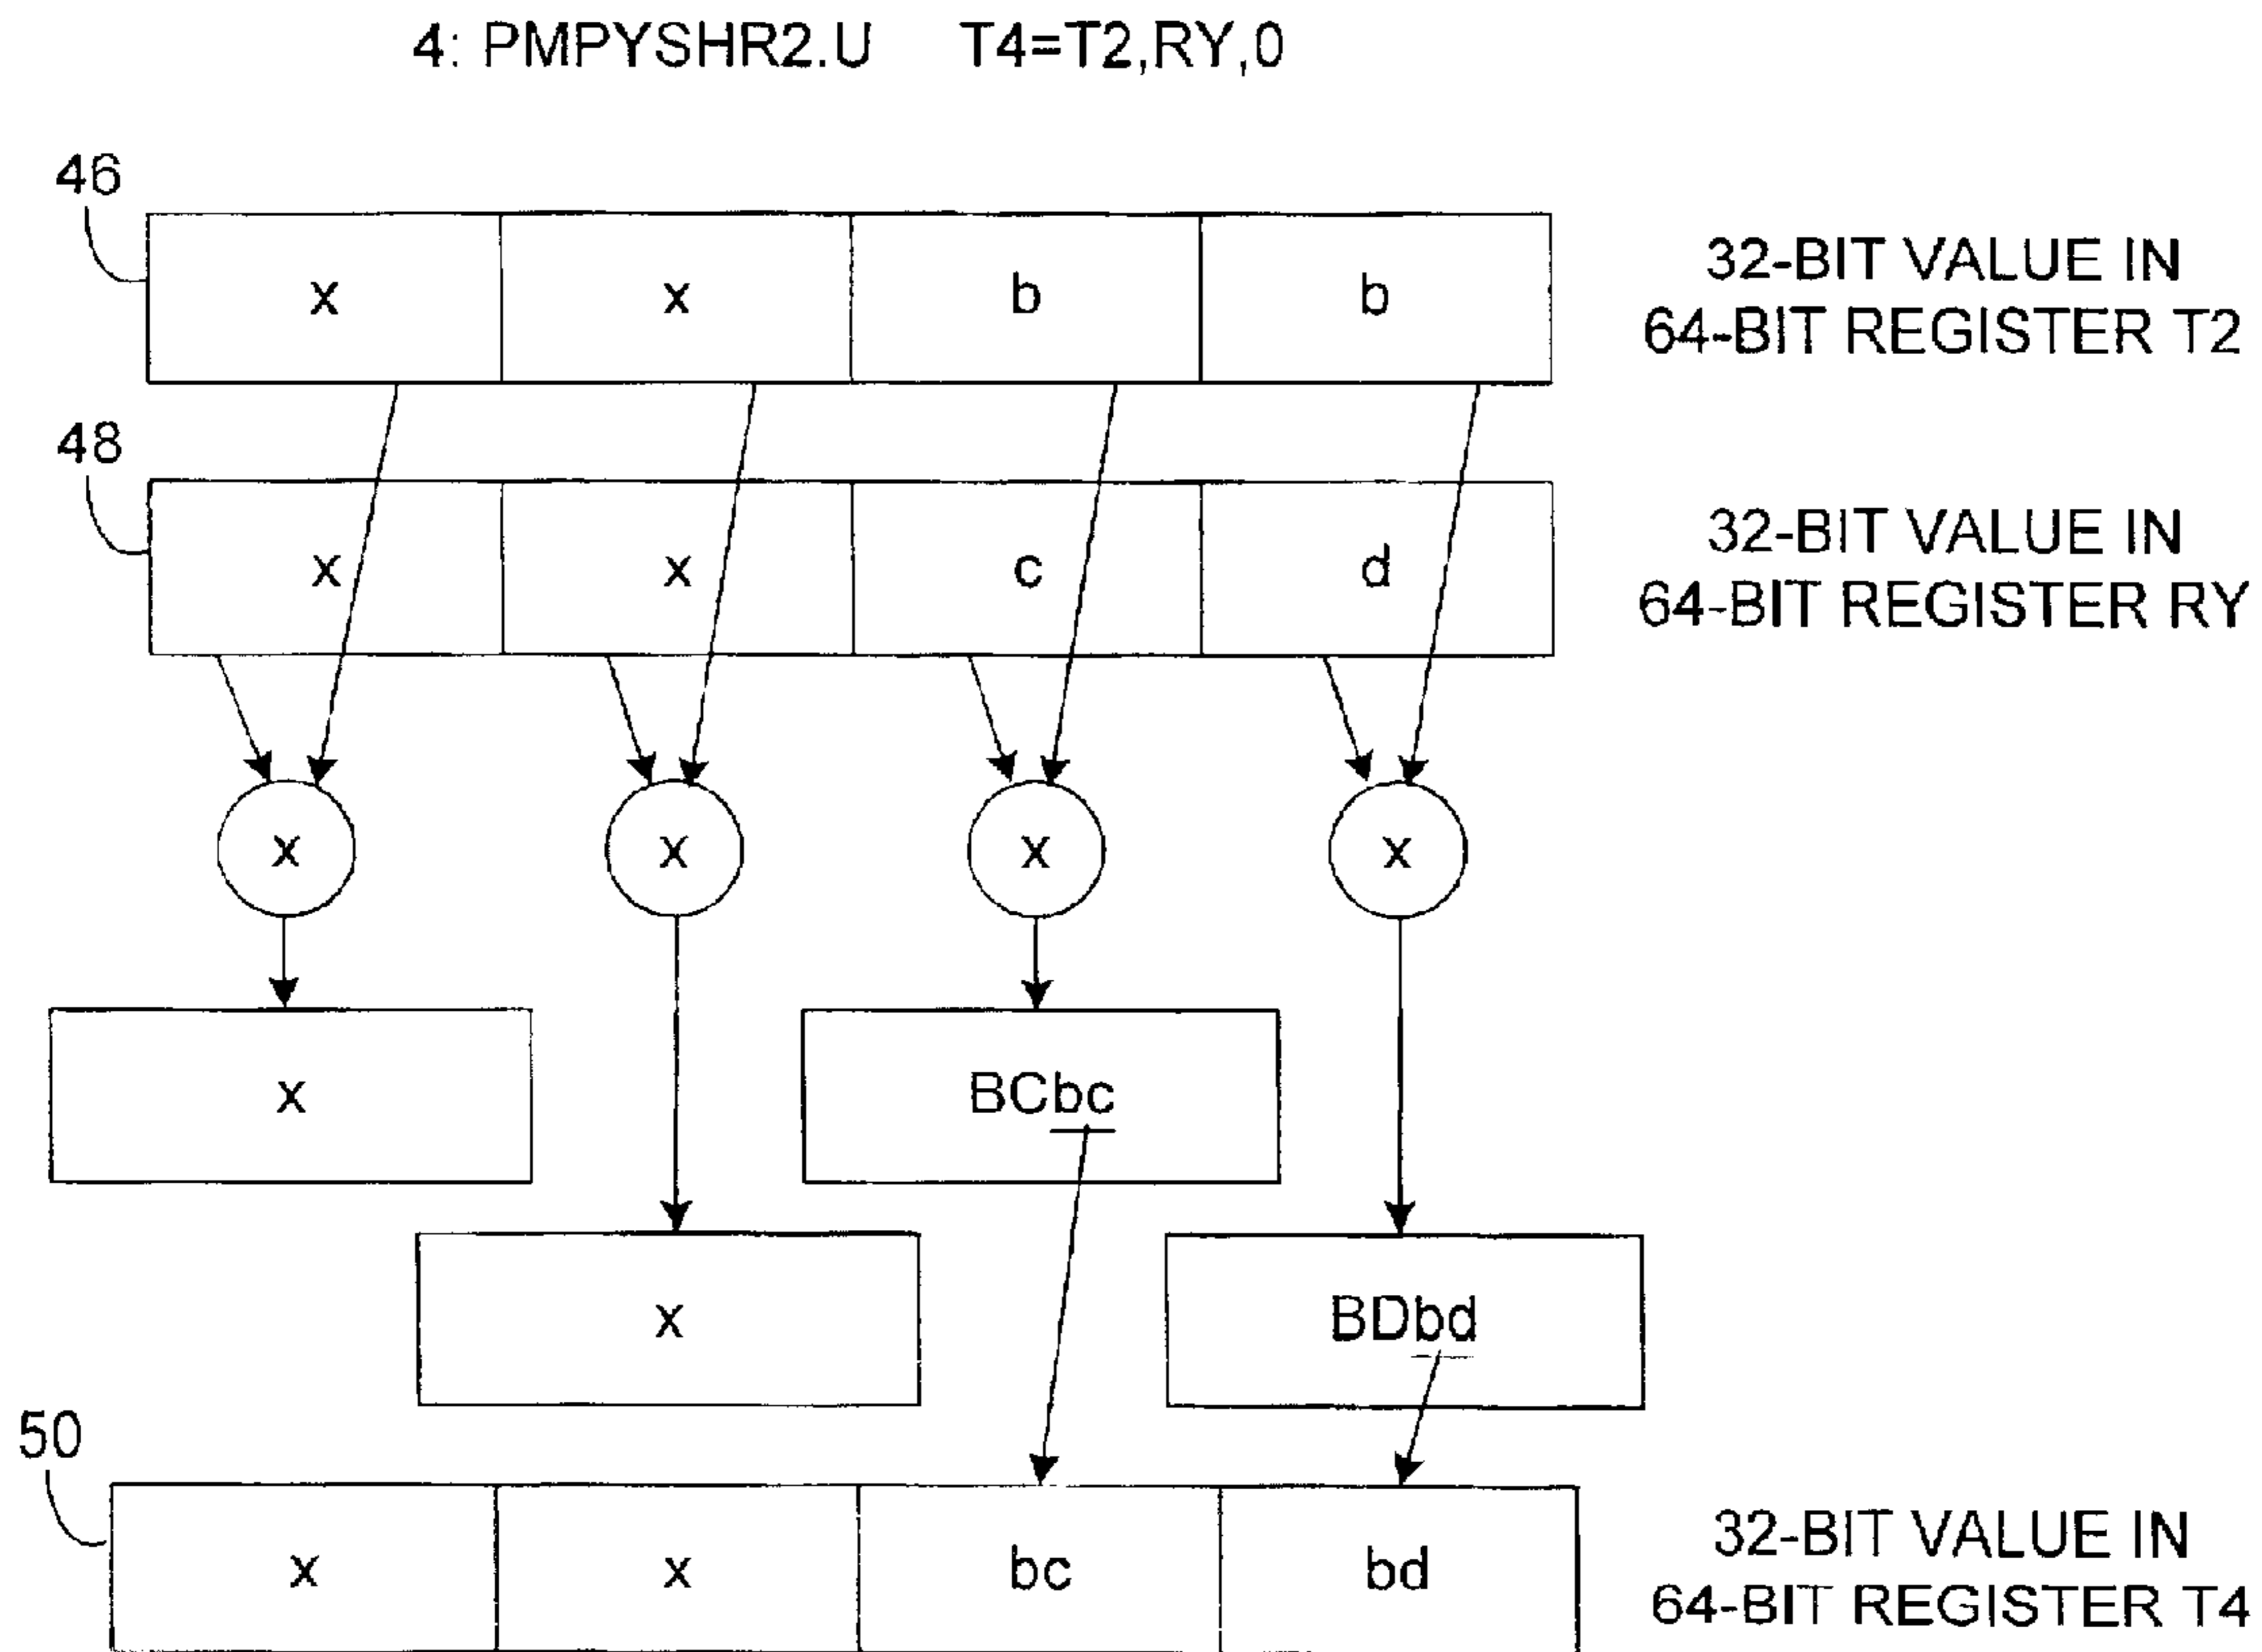 4: PMPYSHR2.U T4=T2,RY,0
46
x x b b
32-BIT VALUE IN
64-BIT REGISTER T2
48
x x c d
32-BIT VALUE IN
64-BIT REGISTER RY
x x x x
x BCbc
x BDbd
50
x x bc bd
32-BIT VALUE IN
64-BIT REGISTER T4